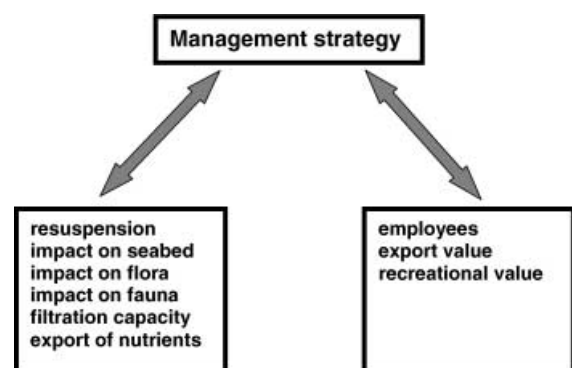 Management strategy
resuspension
impact on seabed
impact on flora
impact on fauna
filtration capacity
export of nutrients
employees
export value
recreational value